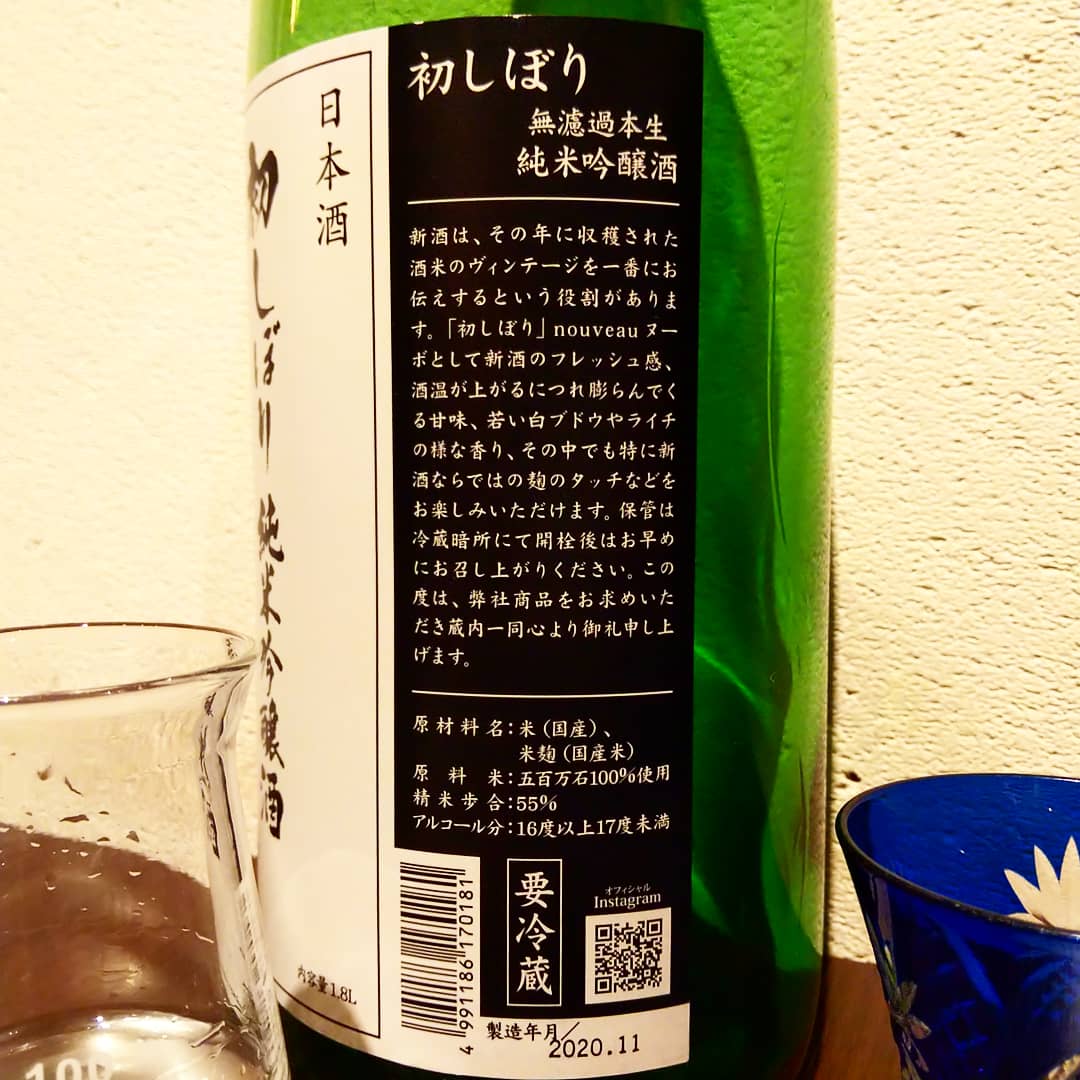 日本酒
初しぼり 純米吟醸酒
内容量1.8L
初しぼり
無濾過本生
純米吟醸酒
新酒は、その年に収穫された
酒米のヴィンテージを一番にお
伝えするという役割がありま
す。「初しぼり」nouveauヌー
ボとして新酒のフレッシュ感、
酒温が上がるにつれ膨らんでく
る甘味、若い白ブドウやライチ
の様な香り、その中でも特に新
酒ならではの麹のタッチなどを
お楽しみいただけます。保管は
冷蔵暗所にて開栓後はお早め
にお召し上がりください。この
度は、弊社商品をお求めいた
だき蔵内一同心より御礼申し上
げます。
原材料名：米（国産）、
米麹（国産米）
原料米：五百万石100%使用
精米歩合：55%
アルコール分：16度以上17度未満
4 991186 170181
要冷蔵
オフィシャル
Instagram
製造年月／
2020.11
100